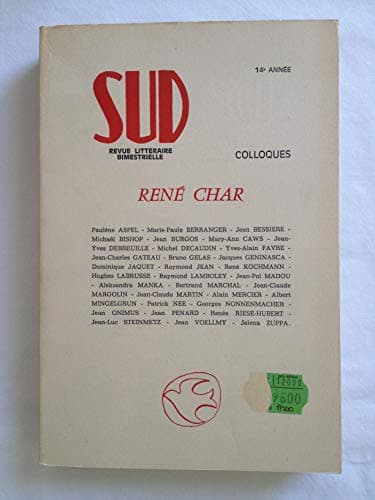 SUD
14e ANNÉE
REVUE LITTERAIRE
BIMESTRIELLE
COLLOQUES
RENÉ CHAR
Paulène ASPEL - Marie-Paule BERRANGER - Jean BESSIERE -
Michaël BISHOP - Jean BURGOS - Mary-Ann CAWS - Jean-
Yves DEBREUILLE - Michel DECAUDIN - Yves-Alain FAVRE -
Jean-Charles GATEAU - Bruno GELAS - Jacques GENINASCA -
Dominique JAQUET - Raymond JEAN - René KOCHMANN -
Hughes LABRUSSE - Raymond LAMBOLEY - Jean-Pol MADOU
- Aleksandra MANKA - Bertrand MARCHAL - Jean-Claude
MARGOLIN - Jean-Claude MARTIN - Alain MERCIER - Albert
MINGELGRUN - Patrick NEE - Georges NONNENMACHER -
Jean ONIMUS - Jean PENARD - Renée RIESE-HUBERT -
Jean-Luc STEINMETZ - Jean VOELLMY - Jelena ZUPPA.
fnac